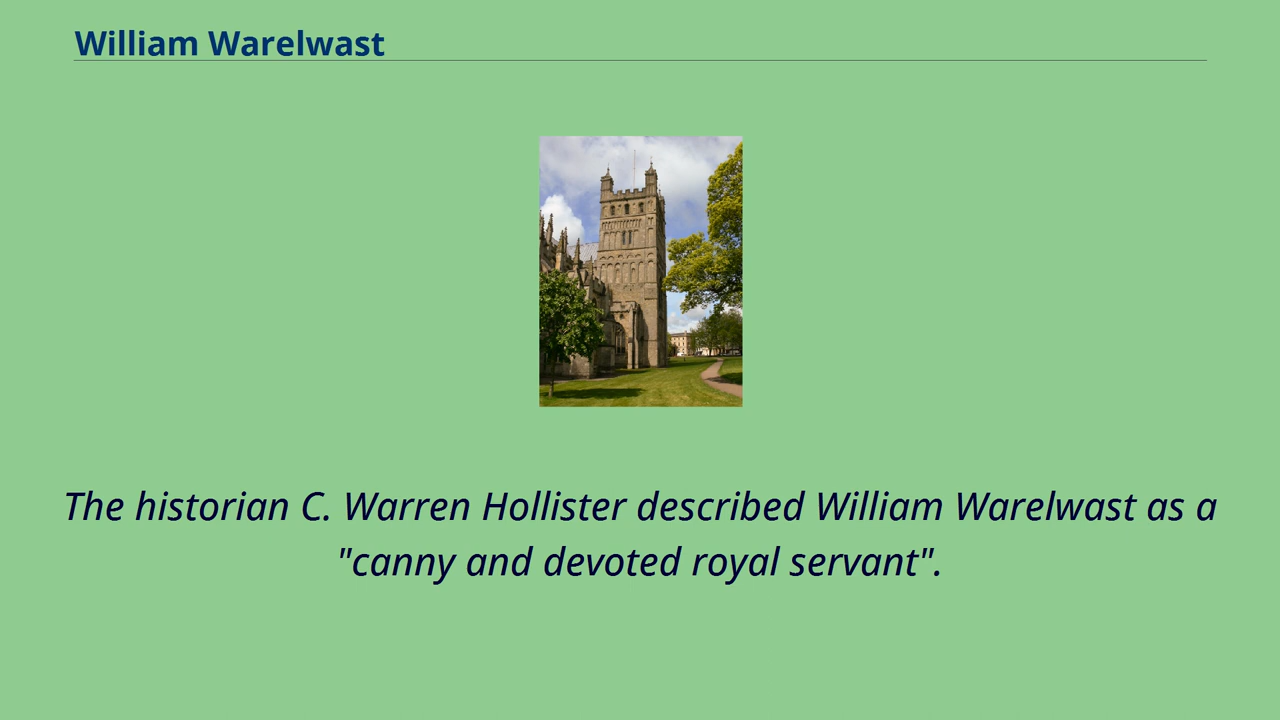 William Warelwast
The historian C. Warren Hollister described William Warelwast as a
"canny and devoted royal servant".